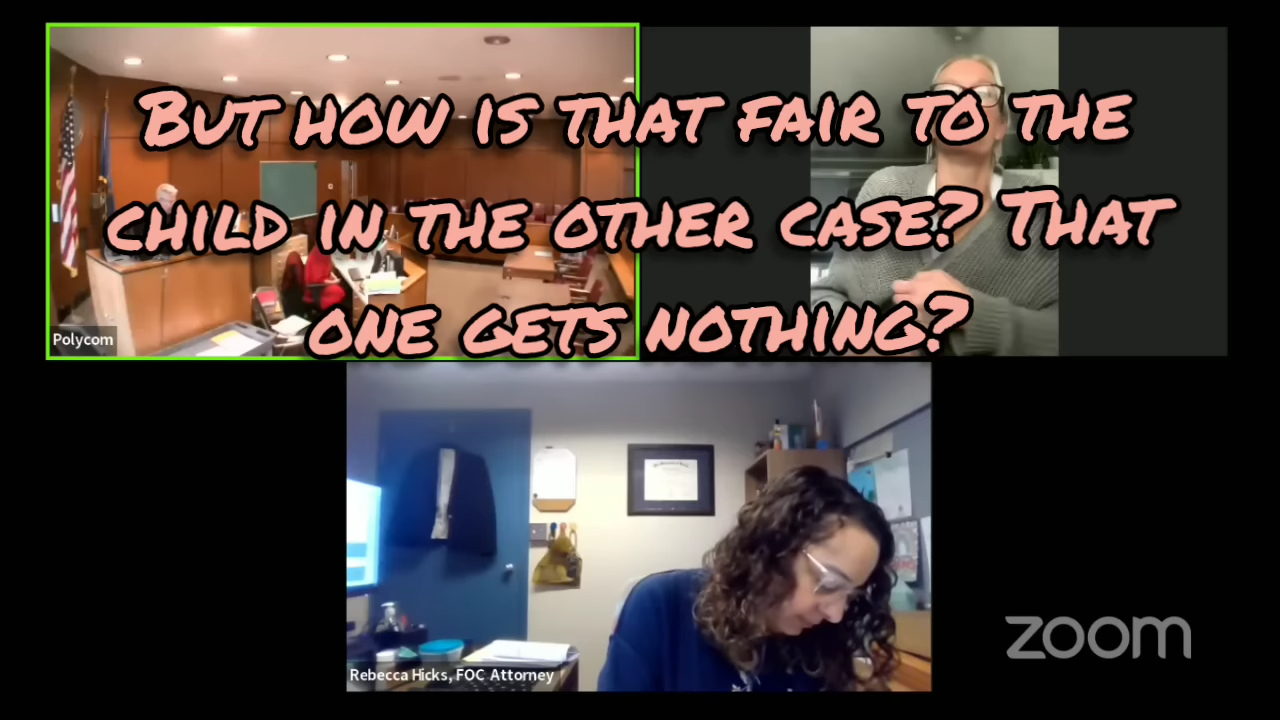 But how is that fair to the
child in the other case? That
one gets nothing?
Polycom
Rebecca Hicks, FOC Attorney
zoom